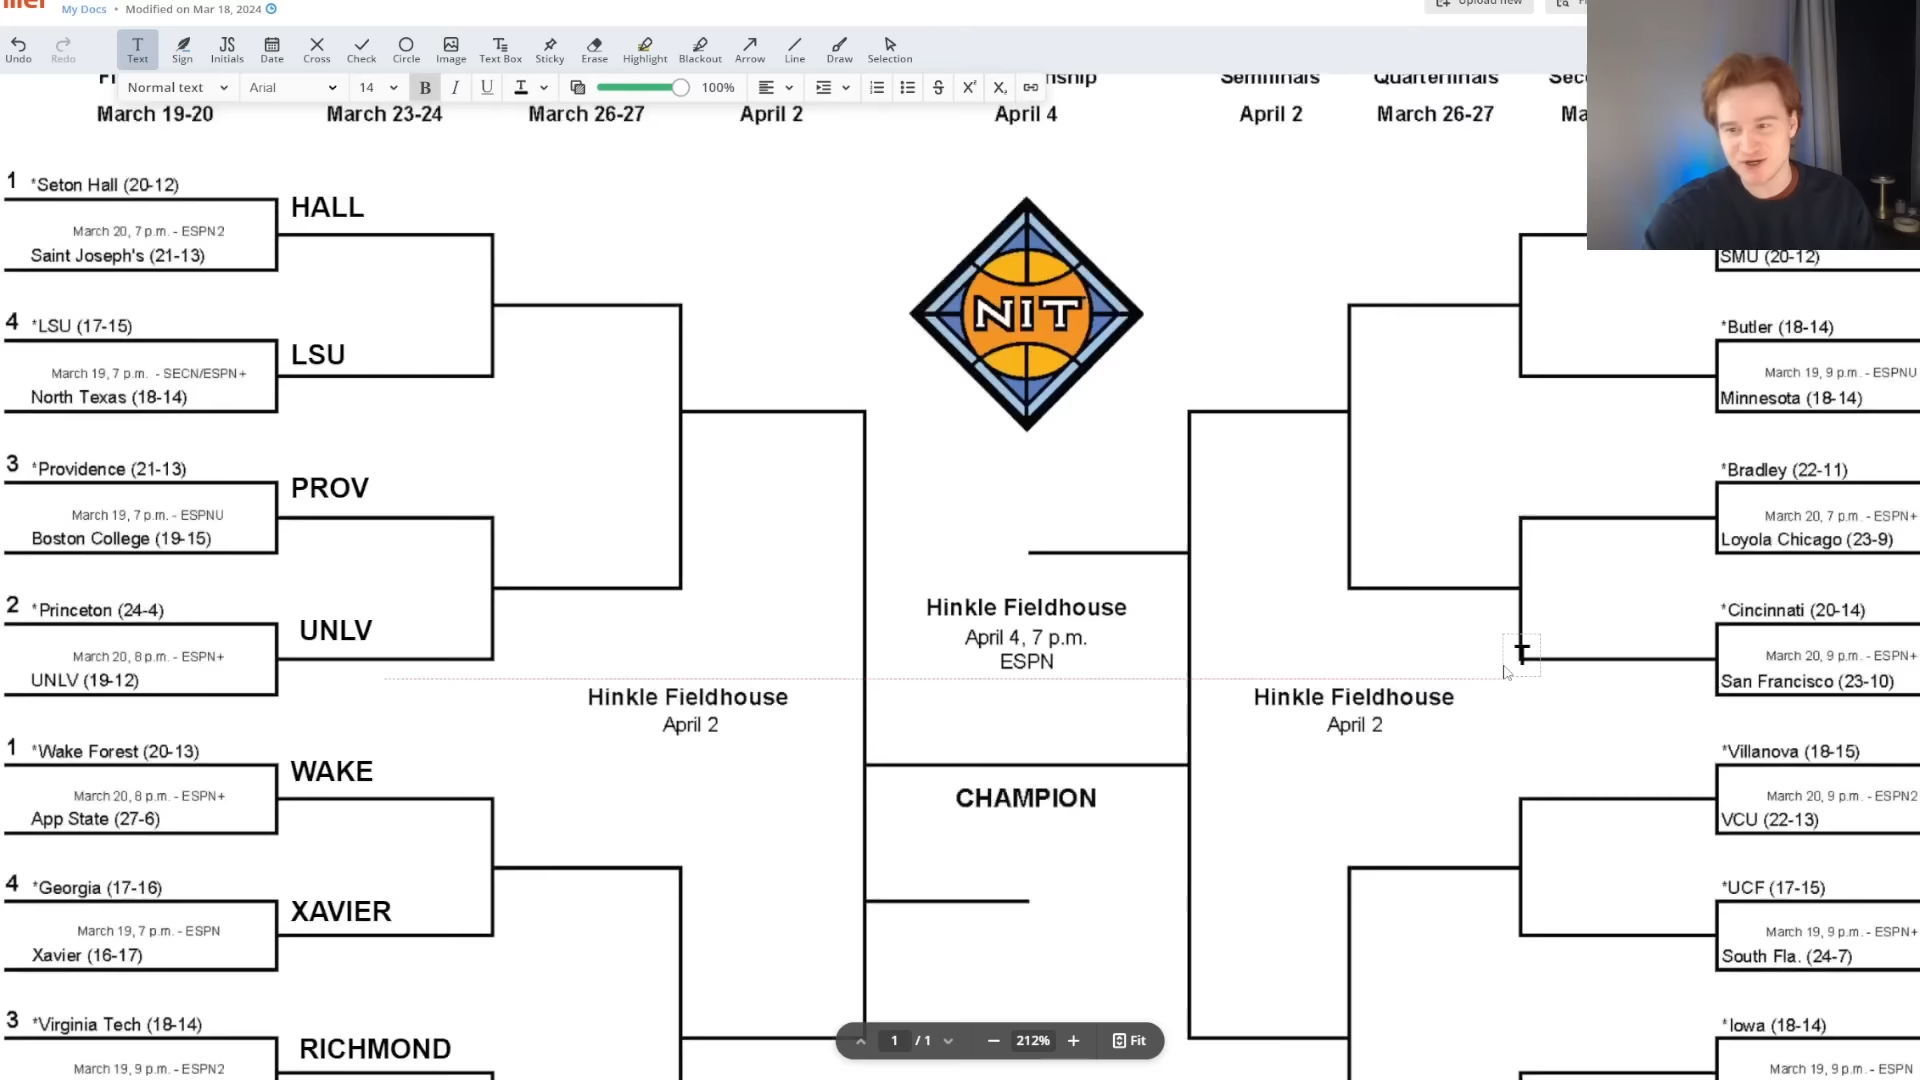 My Docs • Modified on Mar 18, 2024
Undo Redo Text Sign Initials Date Cross Check Circle Image Text Box Sticky Erase Highlight Blackout Arrow Line Draw Selection
Normal text Arial 14 B I U T 100%
Semifinals Quarterfinals
March 19-20 March 23-24 March 26-27 April 2 April 4 April 2 March 26-27
1 *Seton Hall (20-12)
HALL
March 20, 7 p.m. - ESPN2
Saint Joseph's (21-13)
4 *LSU (17-15)
LSU
March 19, 7 p.m. - SECN/ESPN+
North Texas (18-14)
3 *Providence (21-13)
PROV
March 19, 7 p.m. - ESPNU
Boston College (19-15)
2 *Princeton (24-4)
UNLV
March 20, 8 p.m. - ESPN+
UNLV (19-12)
1 *Wake Forest (20-13)
WAKE
March 20, 8 p.m. - ESPN+
App State (27-6)
4 *Georgia (17-16)
XAVIER
March 19, 7 p.m. - ESPN
Xavier (16-17)
3 *Virginia Tech (18-14)
RICHMOND
March 19, 9 p.m. - ESPN2
NIT
Hinkle Fieldhouse
April 4, 7 p.m.
ESPN
Hinkle Fieldhouse
April 2
Hinkle Fieldhouse
April 2
CHAMPION
SMU (20-12)
*Butler (18-14)
March 19, 9 p.m. - ESPNU
Minnesota (18-14)
*Bradley (22-11)
March 20, 7 p.m. - ESPN+
Loyola Chicago (23-9)
*Cincinnati (20-14)
March 20, 9 p.m. - ESPN+
San Francisco (23-10)
T
*Villanova (18-15)
March 20, 9 p.m. - ESPN2
VCU (22-13)
*UCF (17-15)
March 19, 9 p.m. - ESPN+
South Fla. (24-7)
*Iowa (18-14)
March 19, 9 p.m. - ESPN
1 / 1 212% Fit